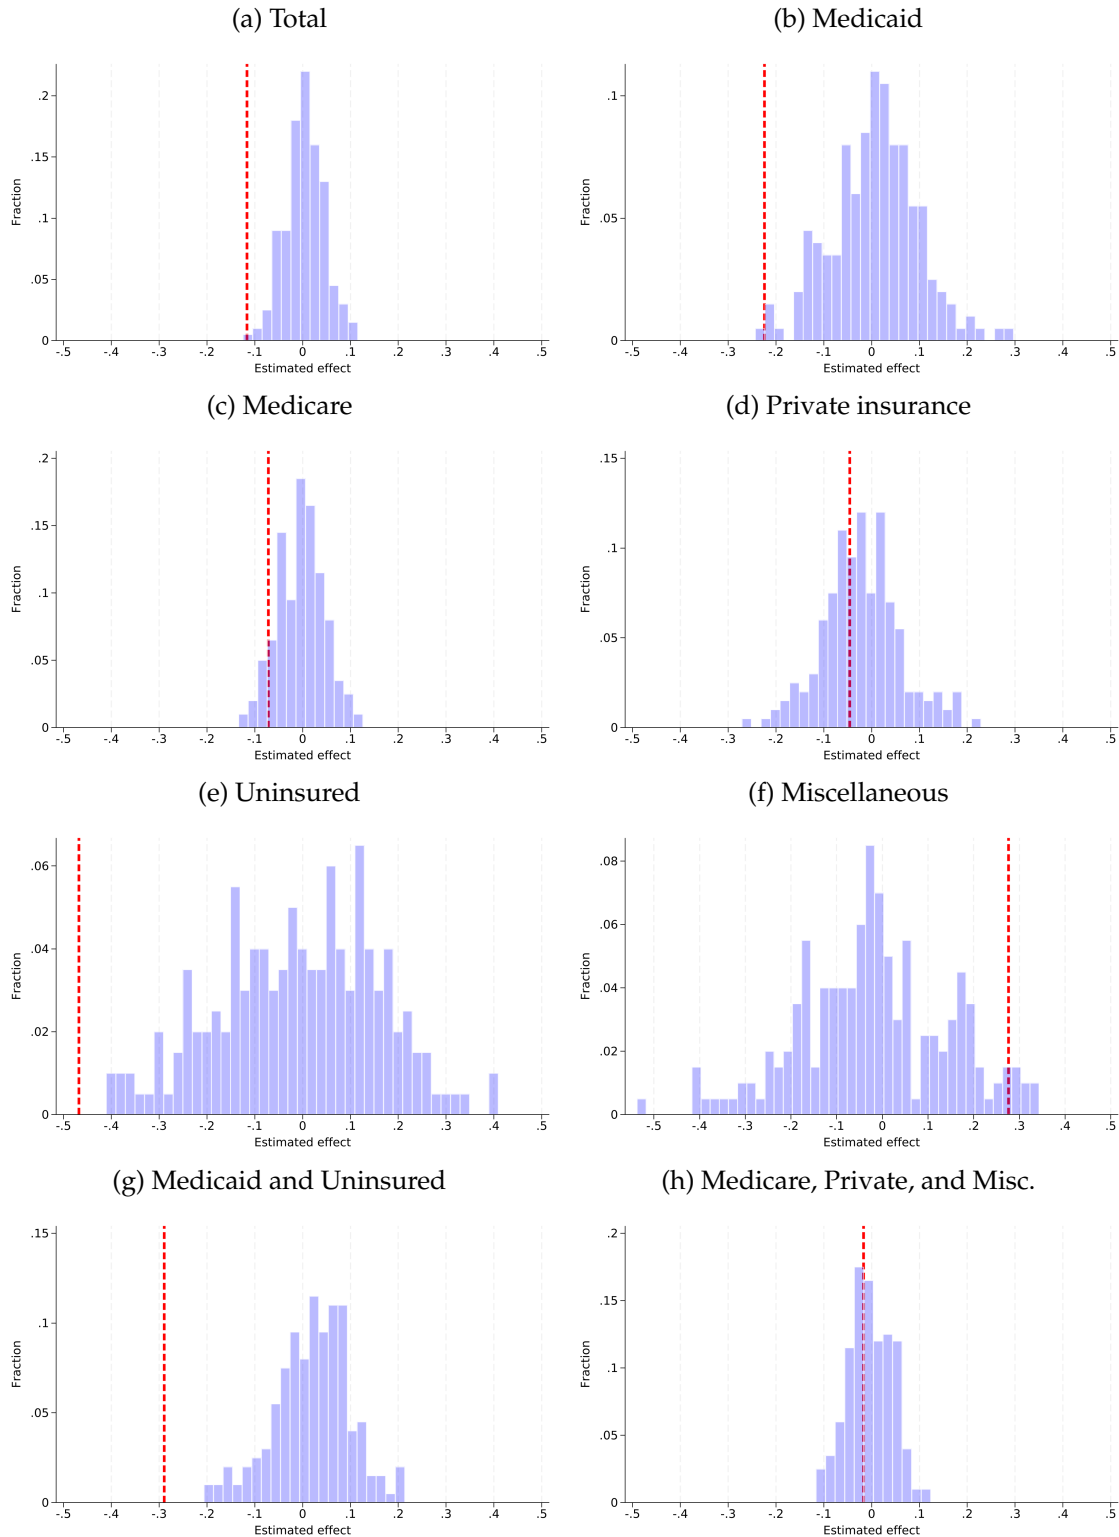 (a) Total
Fraction
.2
.15
.1
.05
0
-.5 -.4 -.3 -.2 -.1 0 .1 .2 .3 .4 .5
Estimated effect
(b) Medicaid
Fraction
.1
.05
0
-.5 -.4 -.3 -.2 -.1 0 .1 .2 .3 .4 .5
Estimated effect
(c) Medicare
Fraction
.2
.15
.1
.05
0
-.5 -.4 -.3 -.2 -.1 0 .1 .2 .3 .4 .5
Estimated effect
(d) Private insurance
Fraction
.15
.1
.05
0
-.5 -.4 -.3 -.2 -.1 0 .1 .2 .3 .4 .5
Estimated effect
(e) Uninsured
Fraction
.06
.04
.02
0
-.5 -.4 -.3 -.2 -.1 0 .1 .2 .3 .4 .5
Estimated effect
(f) Miscellaneous
Fraction
.08
.06
.04
.02
0
-.5 -.4 -.3 -.2 -.1 0 .1 .2 .3 .4 .5
Estimated effect
(g) Medicaid and Uninsured
Fraction
.15
.1
.05
0
-.5 -.4 -.3 -.2 -.1 0 .1 .2 .3 .4 .5
Estimated effect
(h) Medicare, Private, and Misc.
Fraction
.2
.15
.1
.05
0
-.5 -.4 -.3 -.2 -.1 0 .1 .2 .3 .4 .5
Estimated effect